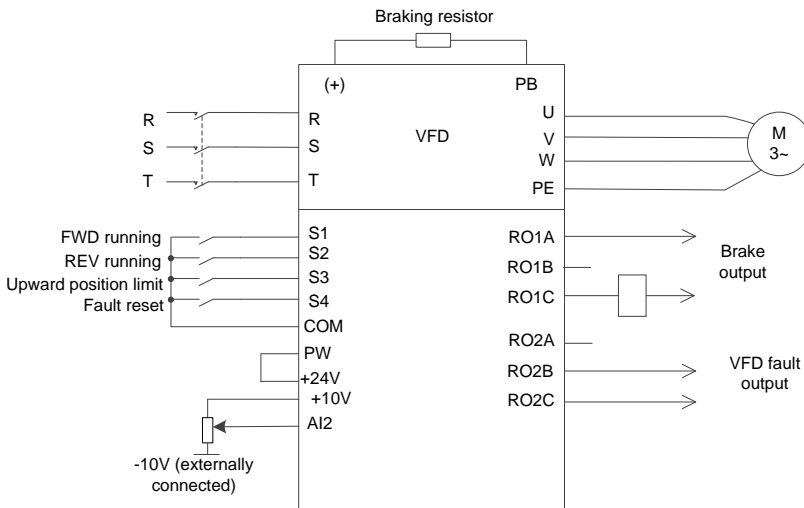 Braking resistor
(+)
PB
R
S
T
R
S
T
VFD
U
V
W
PE
M
3~
FWD running
REV running
Upward position limit
Fault reset
S1
S2
S3
S4
COM
PW
+24V
+10V
AI2
-10V (externally
connected)
RO1A
RO1B
RO1C
RO2A
RO2B
RO2C
Brake
output
VFD fault
output